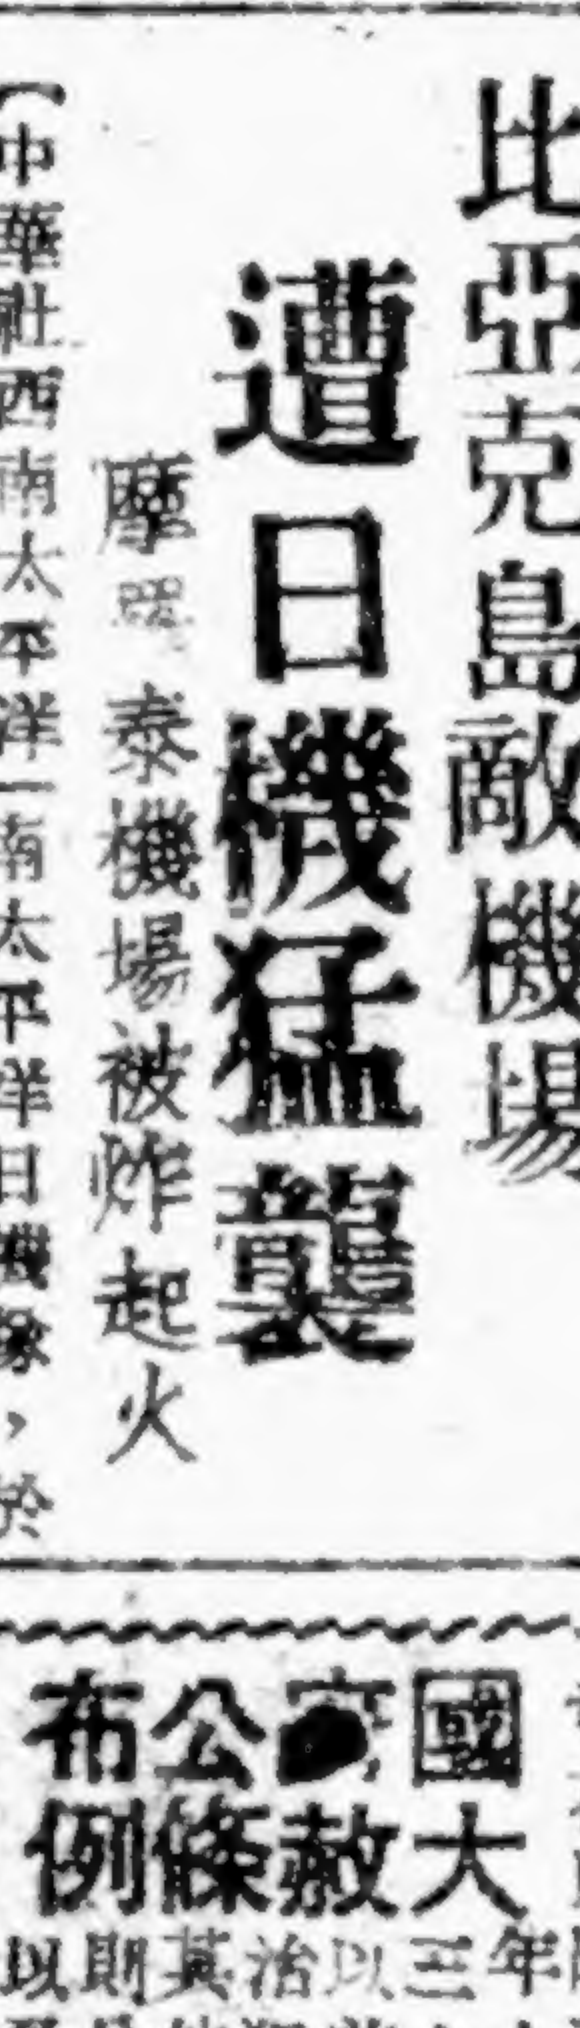 比亞克島敵機場
遭日機猛襲
摩 泰機場被炸起火
（中華社西南太平洋一南太平洋日機隊，於
國 公布
大赦條例
年三以治其則以